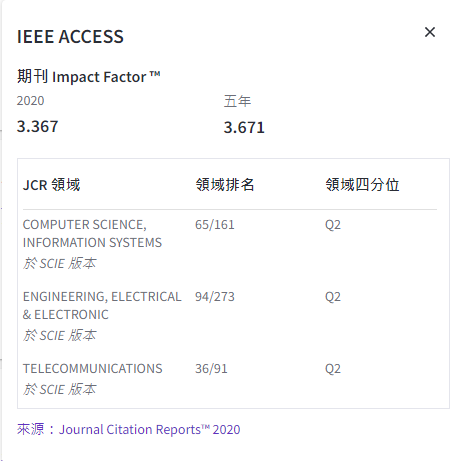 IEEE ACCESS
期刊 Impact Factor ™
2020 五年
3.367 3.671
JCR 領域 領域排名 領域四分位
COMPUTER SCIENCE, 65/161 Q2
INFORMATION SYSTEMS
於 SCIE 版本
ENGINEERING, ELECTRICAL 94/273 Q2
& ELECTRONIC
於 SCIE 版本
TELECOMMUNICATIONS 36/91 Q2
於 SCIE 版本
來源：Journal Citation Reports™ 2020